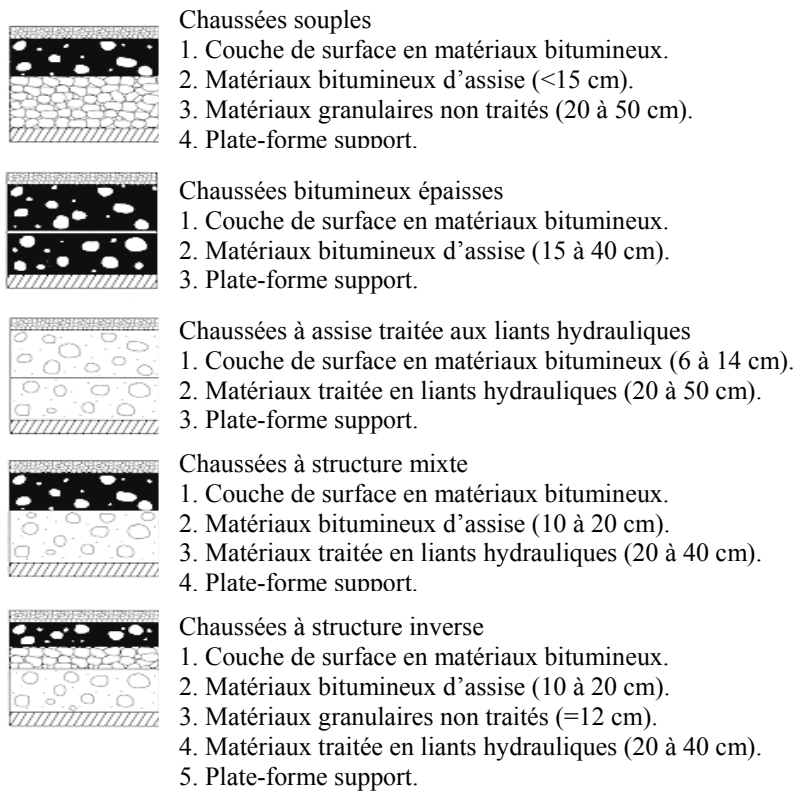 Chaussées souples
1. Couche de surface en matériaux bitumineux.
2. Matériaux bitumineux d’assise (<15 cm).
3. Matériaux granulaires non traités (20 à 50 cm).
4. Plate-forme support.
Chaussées bitumineux épaisses
1. Couche de surface en matériaux bitumineux.
2. Matériaux bitumineux d’assise (15 à 40 cm).
3. Plate-forme support.
Chaussées à assise traitée aux liants hydrauliques
1. Couche de surface en matériaux bitumineux (6 à 14 cm).
2. Matériaux traitée en liants hydrauliques (20 à 50 cm).
3. Plate-forme support.
Chaussées à structure mixte
1. Couche de surface en matériaux bitumineux.
2. Matériaux bitumineux d’assise (10 à 20 cm).
3. Matériaux traitée en liants hydrauliques (20 à 40 cm).
4. Plate-forme support.
Chaussées à structure inverse
1. Couche de surface en matériaux bitumineux.
2. Matériaux bitumineux d’assise (10 à 20 cm).
3. Matériaux granulaires non traités (=12 cm).
4. Matériaux traitée en liants hydrauliques (20 à 40 cm).
5. Plate-forme support.